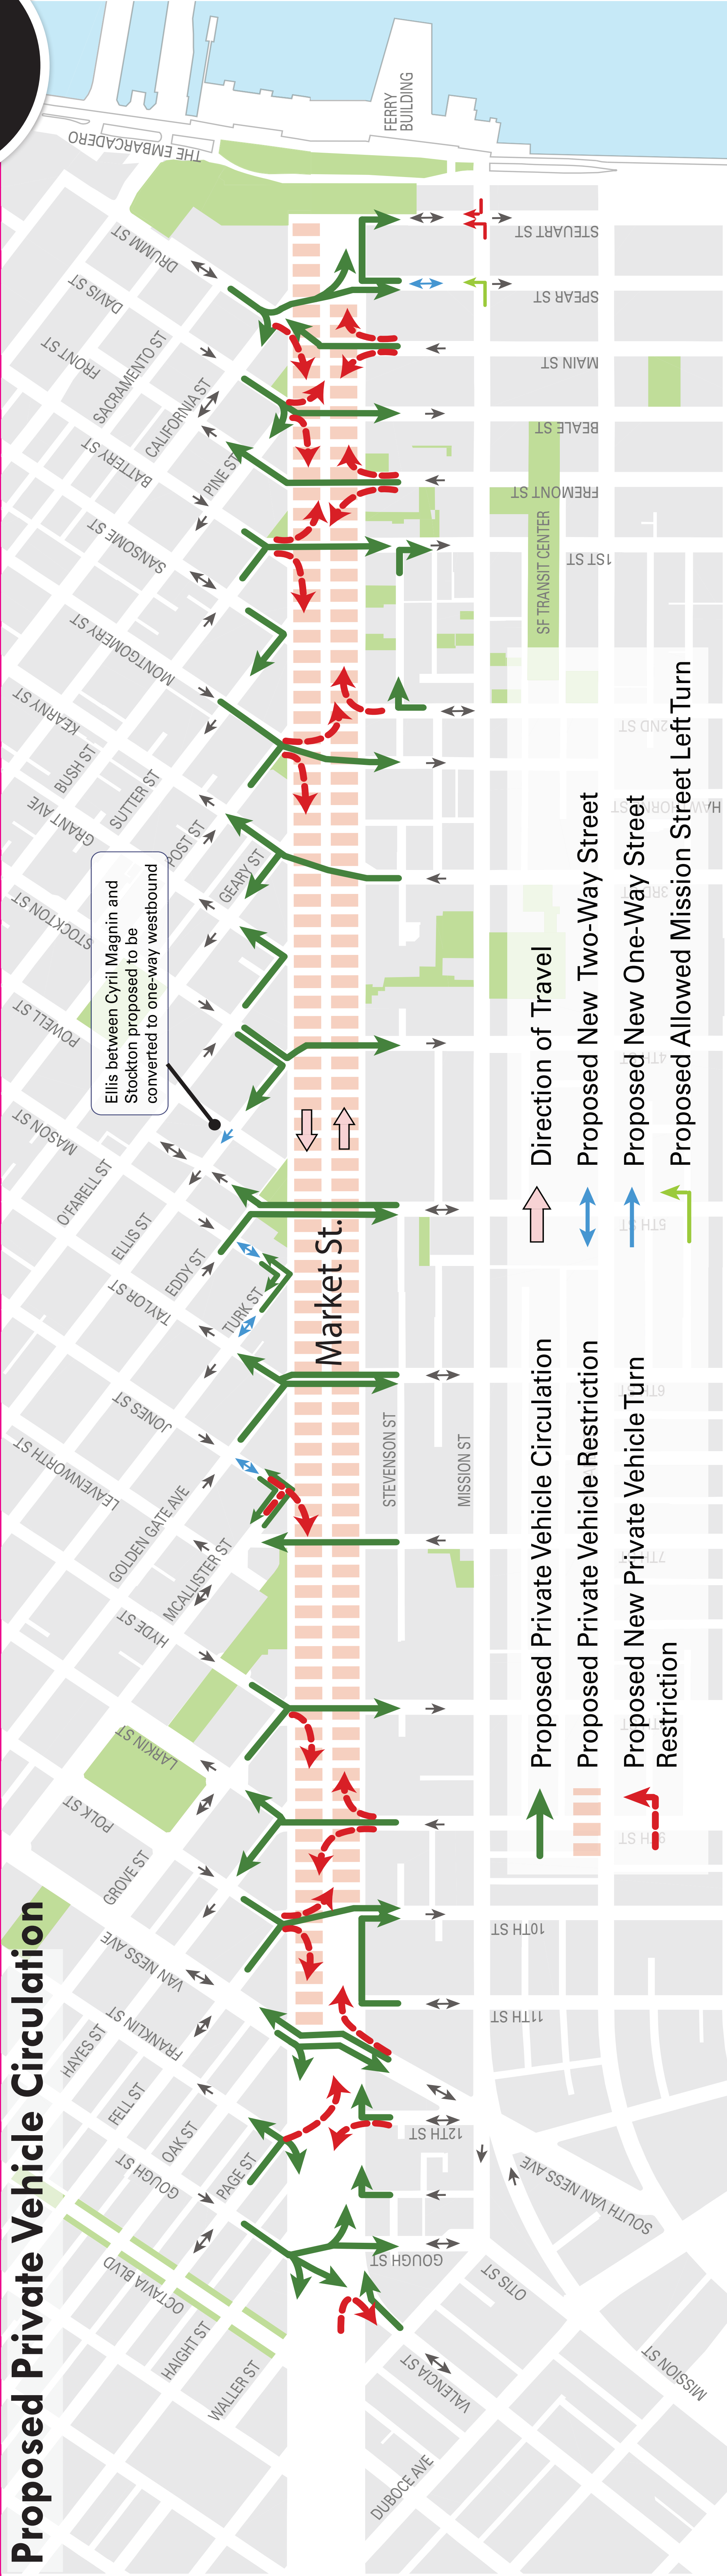 Proposed Private Vehicle Circulation
Ellis between Cyril Magnin and
Stockton proposed to be
converted to one-way westbound
THE EMBARCADERO
FERRY
BUILDING
DRUMM ST
DAVIS ST
FRONT ST
SACRAMENTO ST
CALIFORNIA ST
BATTERY ST
PINE ST
SANSOME ST
MONTGOMERY ST
KEARNY ST
BUSH ST
SUTTER ST
GRANT AVE
POST ST
GEARY ST
STOCKTON ST
POWELL ST
MASON ST
O'FARELL ST
ELLIS ST
EDDY ST
TAYLOR ST
TURK ST
JONES ST
LEAVENWORTH ST
GOLDEN GATE AVE
MCALLISTER ST
HYDE ST
LARKIN ST
POLK ST
GROVE ST
VAN NESS AVE
FRANKLIN ST
HAYES ST
FELL ST
OAK ST
GOUGH ST
PAGE ST
OCTAVIA BLVD
HAIGHT ST
WALLER ST
Market St.
STEVENSON ST
MISSION ST
STEUART ST
SPEAR ST
MAIN ST
BEALE ST
FREMONT ST
SF TRANSIT CENTER
1ST ST
2ND ST
3RD ST
4TH ST
5TH ST
6TH ST
7TH ST
9TH ST
10TH ST
11TH ST
12TH ST
SOUTH VAN NESS AVE
GOUGH ST
OTIS ST
VALENCIA ST
MISSION ST
DUBOCE AVE
Proposed Private Vehicle Circulation
Proposed Private Vehicle Restriction
Proposed New Private Vehicle Turn
Restriction
Direction of Travel
Proposed New Two-Way Street
Proposed New One-Way Street
Proposed Allowed Mission Street Left Turn